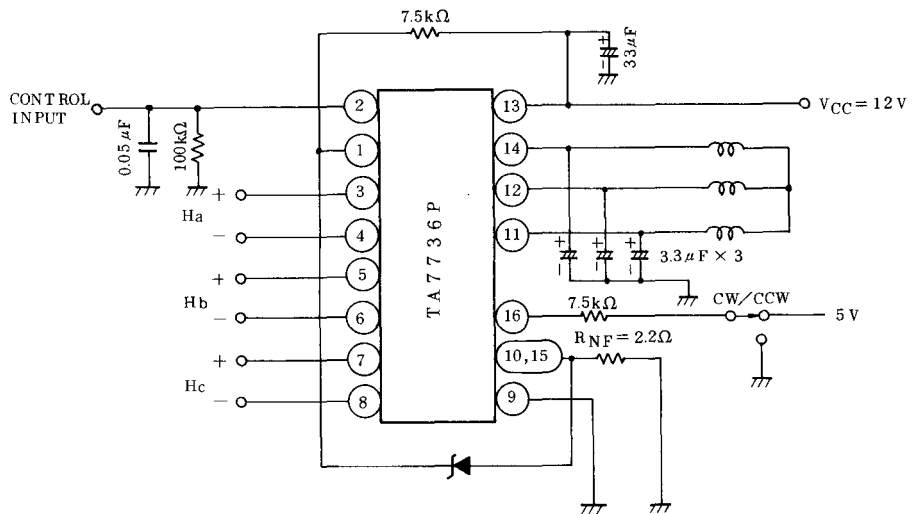 7.5kΩ
+
−
33μF
CONTROL
INPUT
0.05μF
100kΩ
2
1
+
Ha
−
3
4
+
Hb
−
5
6
+
Hc
−
7
8
TA7736P
13
14
12
11
16
10,15
9
VCC=12V
+
−
+
−
+
−
3.3μF×3
7.5kΩ
CW/CCW
5V
RNF=2.2Ω